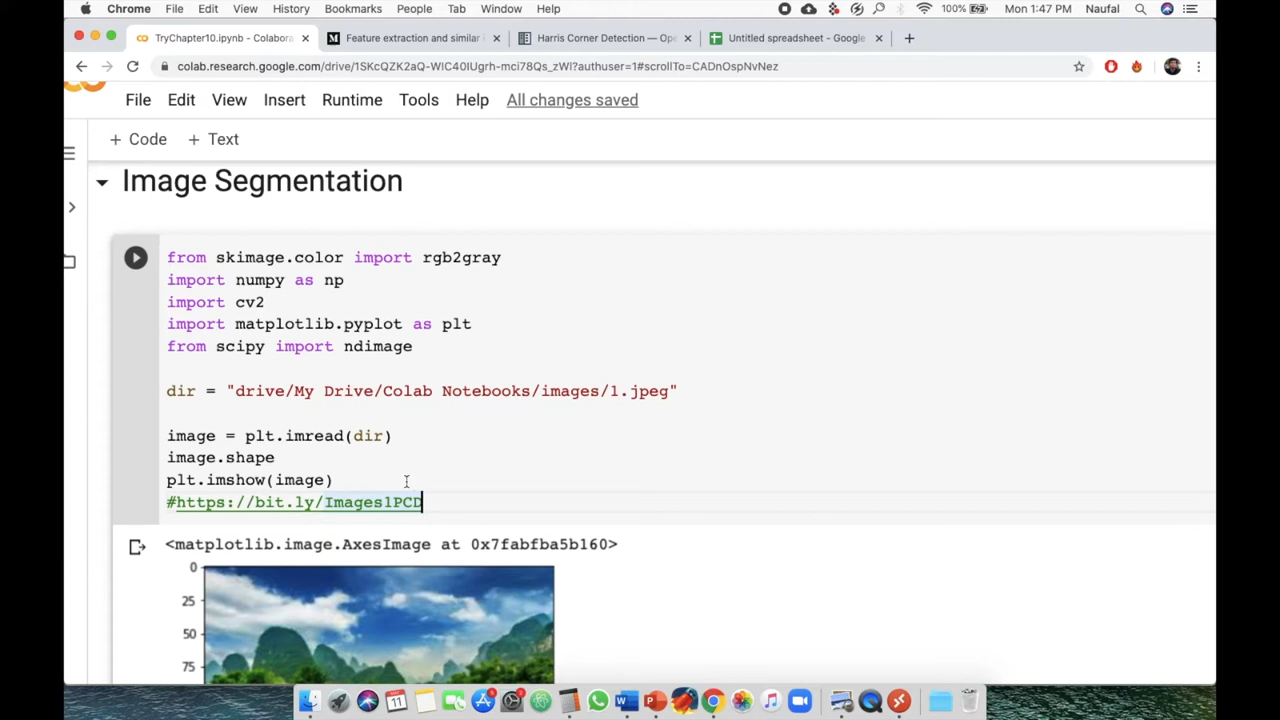 Chrome File Edit View History Bookmarks People Tab Window Help 100% Mon 1:47 PM Naufal
TryChapter10.ipynb - Colabora Feature extraction and similar i Harris Corner Detection — Ope Untitled spreadsheet - Google
colab.research.google.com/drive/1SKcQZK2aQ-WIC40IUgrh-mci78Qs_zWl?authuser=1#scrollTo=CADnOspNvNez
File Edit View Insert Runtime Tools Help All changes saved
+ Code + Text
Image Segmentation
from skimage.color import rgb2gray
import numpy as np
import cv2
import matplotlib.pyplot as plt
from scipy import ndimage
dir = "drive/My Drive/Colab Notebooks/images/1.jpeg"
image = plt.imread(dir)
image.shape
plt.imshow(image)
#https://bit.ly/Images1PCD
<matplotlib.image.AxesImage at 0x7fabfba5b160>
0
25
50
75
11